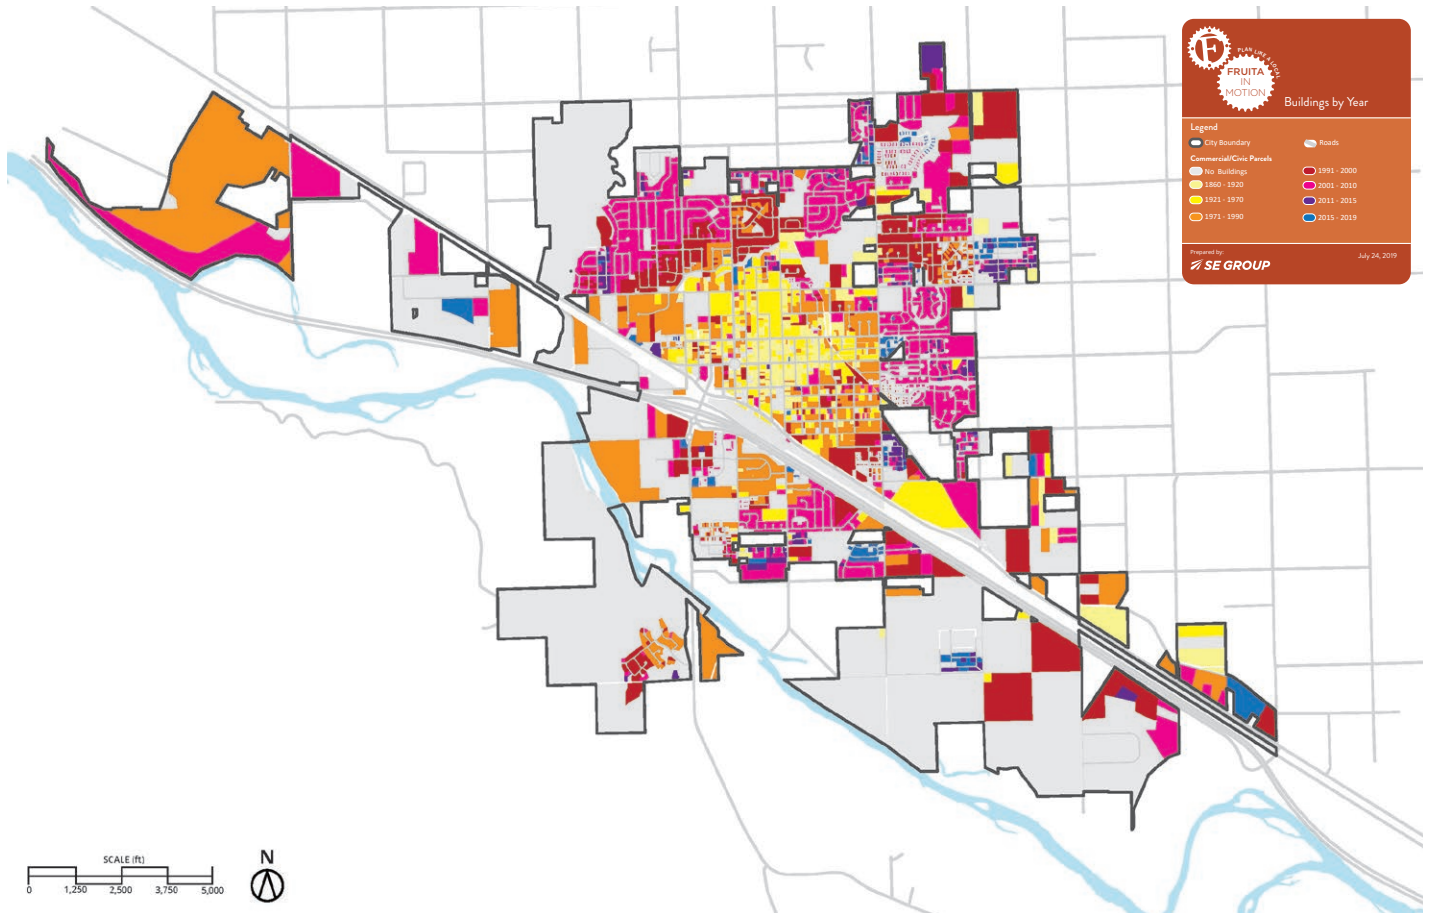 F
PLAN LIKE A LOCAL
FRUITA
IN
MOTION
Buildings by Year
Legend
City Boundary
Roads
Commercial/Civic Parcels
No Buildings
1860 - 1920
1921 - 1970
1971 - 1990
1991 - 2000
2001 - 2010
2011 - 2015
2015 - 2019
Prepared by:
SE GROUP
July 24, 2019
SCALE (ft)
0 1,250 2,500 3,750 5,000
N